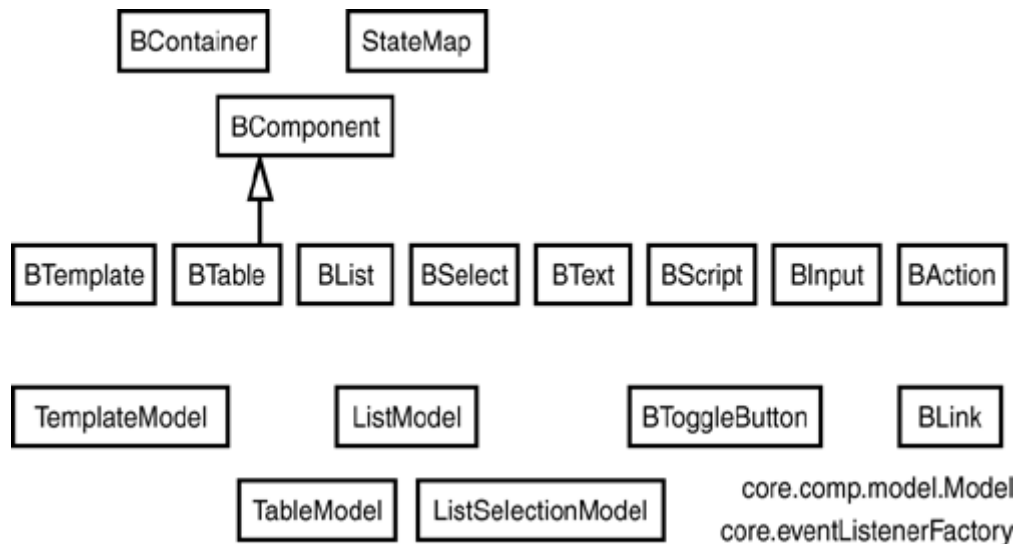 BContainer StateMap
BComponent
BTemplate BTable BList BSelect BText BScript BInput BAction
TemplateModel ListModel BToggleButton BLink
TableModel ListSelectionModel core.comp.model.Model
core.eventListenerFactory